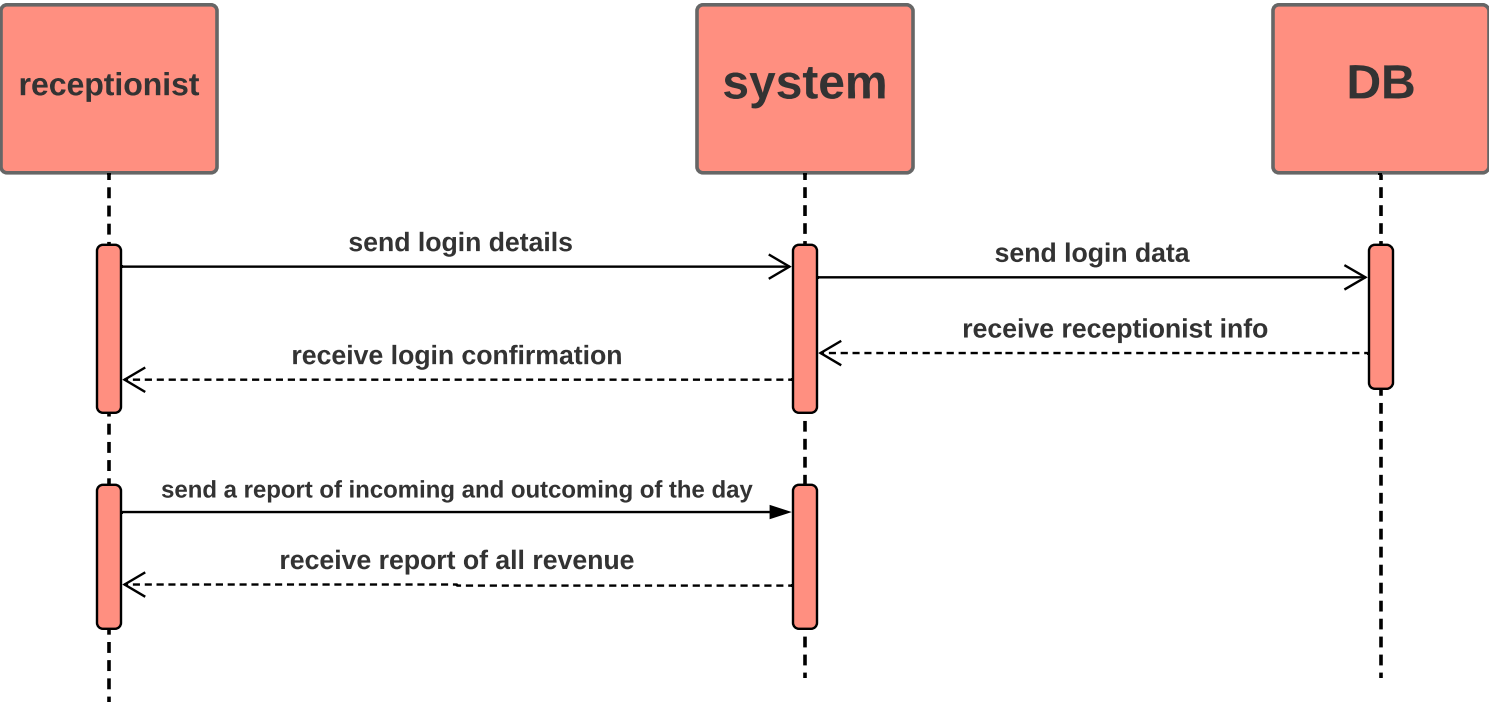 receptionist
system
DB
send login details
send login data
receive receptionist info
receive login confirmation
send a report of incoming and outcoming of the day
receive report of all revenue